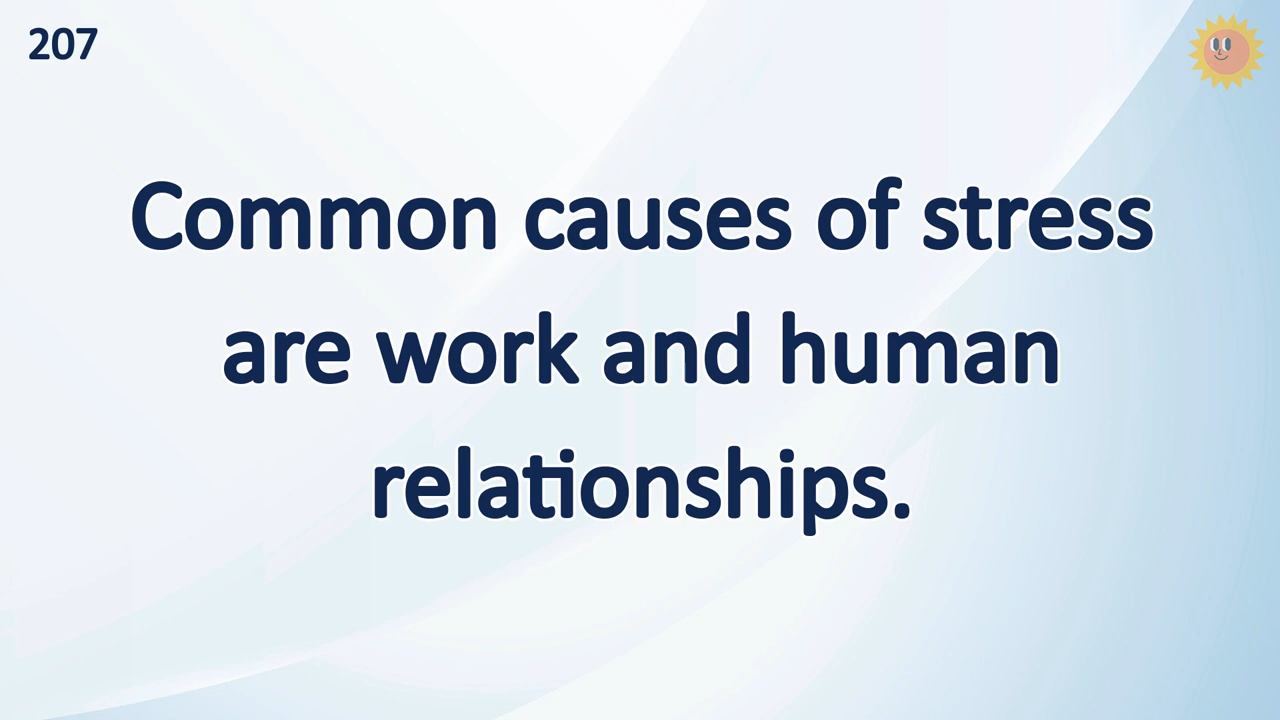 207
Common causes of stress
are work and human
relationships.